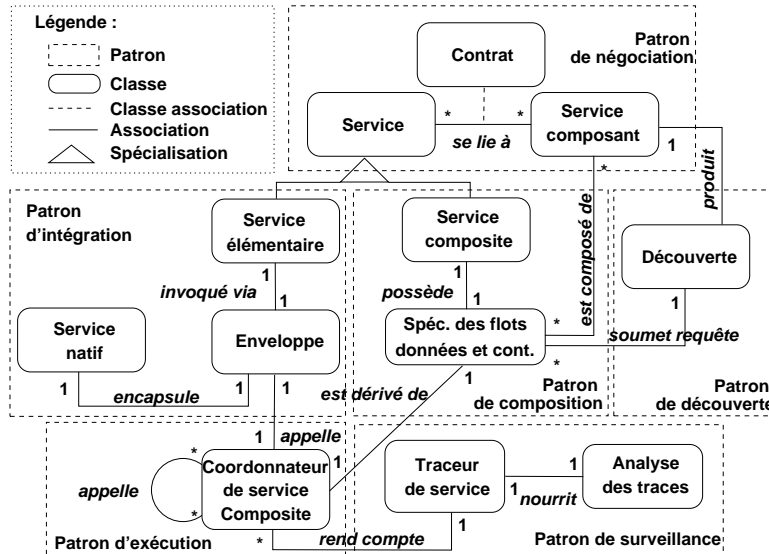 Légende :
Patron
Classe
Classe association
Association
Spécialisation
Contrat
Patron
de négociation
Service
*
*
se lie à
Service
composant
1
*
produit
est composé de
Patron
d'intégration
Service
élémentaire
1
invoqué via
1
Service
natif
Enveloppe
1
encapsule
1
1
Service
composite
1
possède
1
Spéc. des flots
données et cont.
*
*
1
Découverte
1
soumet requête
est dérivé de
Patron
de composition
Patron
de découverte
1
appelle
1
*
appelle
*
Coordonnateur
de service
Composite
*
Patron d'exécution
rend compte
Traceur
de service
1
1
nourrit
1
Analyse
des traces
Patron de surveillance